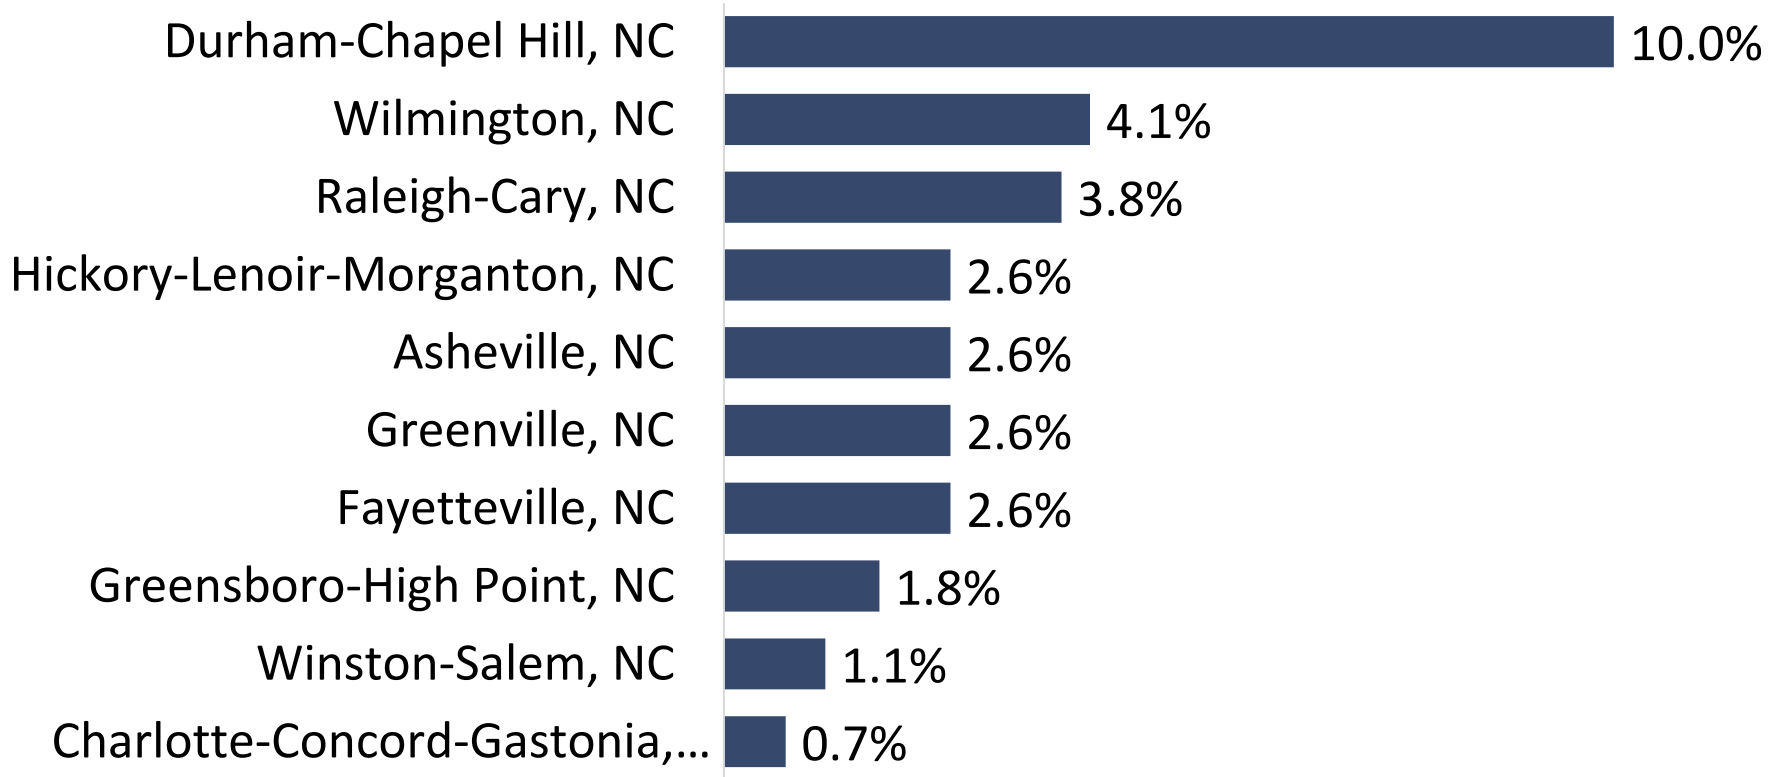 Durham-Chapel Hill, NC 10.0%
Wilmington, NC 4.1%
Raleigh-Cary, NC 3.8%
Hickory-Lenoir-Morganton, NC 2.6%
Asheville, NC 2.6%
Greenville, NC 2.6%
Fayetteville, NC 2.6%
Greensboro-High Point, NC 1.8%
Winston-Salem, NC 1.1%
Charlotte-Concord-Gastonia,... 0.7%